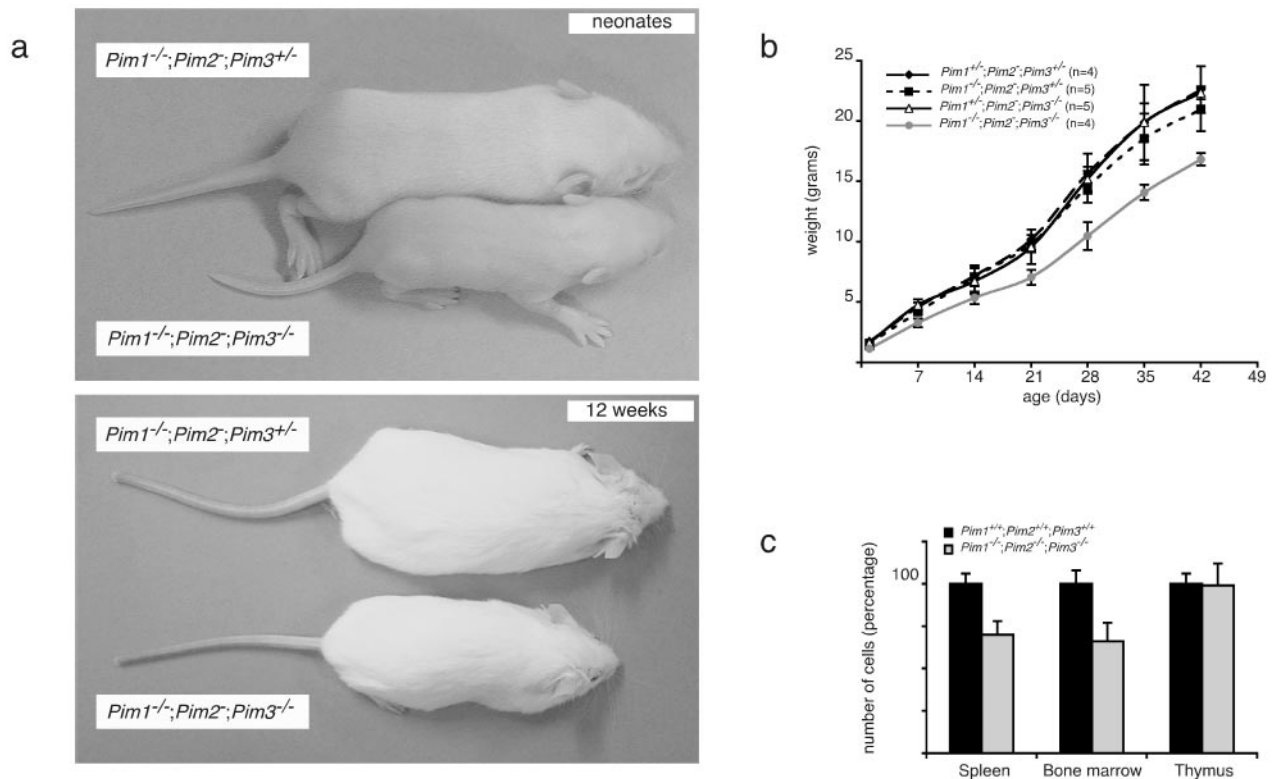 a
neonates
Pim1-/-;Pim2-;Pim3+/-
Pim1-/-;Pim2-;Pim3-/-
12 weeks
Pim1-/-;Pim2-;Pim3+/-
Pim1-/-;Pim2-;Pim3-/-
b
Pim1+/-;Pim2-;Pim3+/- (n=4)
Pim1-/-;Pim2-;Pim3+/- (n=5)
Pim1+/-;Pim2-;Pim3-/- (n=5)
Pim1-/-;Pim2-;Pim3-/- (n=4)
weight (grams)
25
20
15
10
5
7 14 21 28 35 42 49
age (days)
c
Pim1+/+;Pim2+/+;Pim3+/+
Pim1-/-;Pim2-/-;Pim3-/-
number of cells (percentage)
100
Spleen Bone marrow Thymus